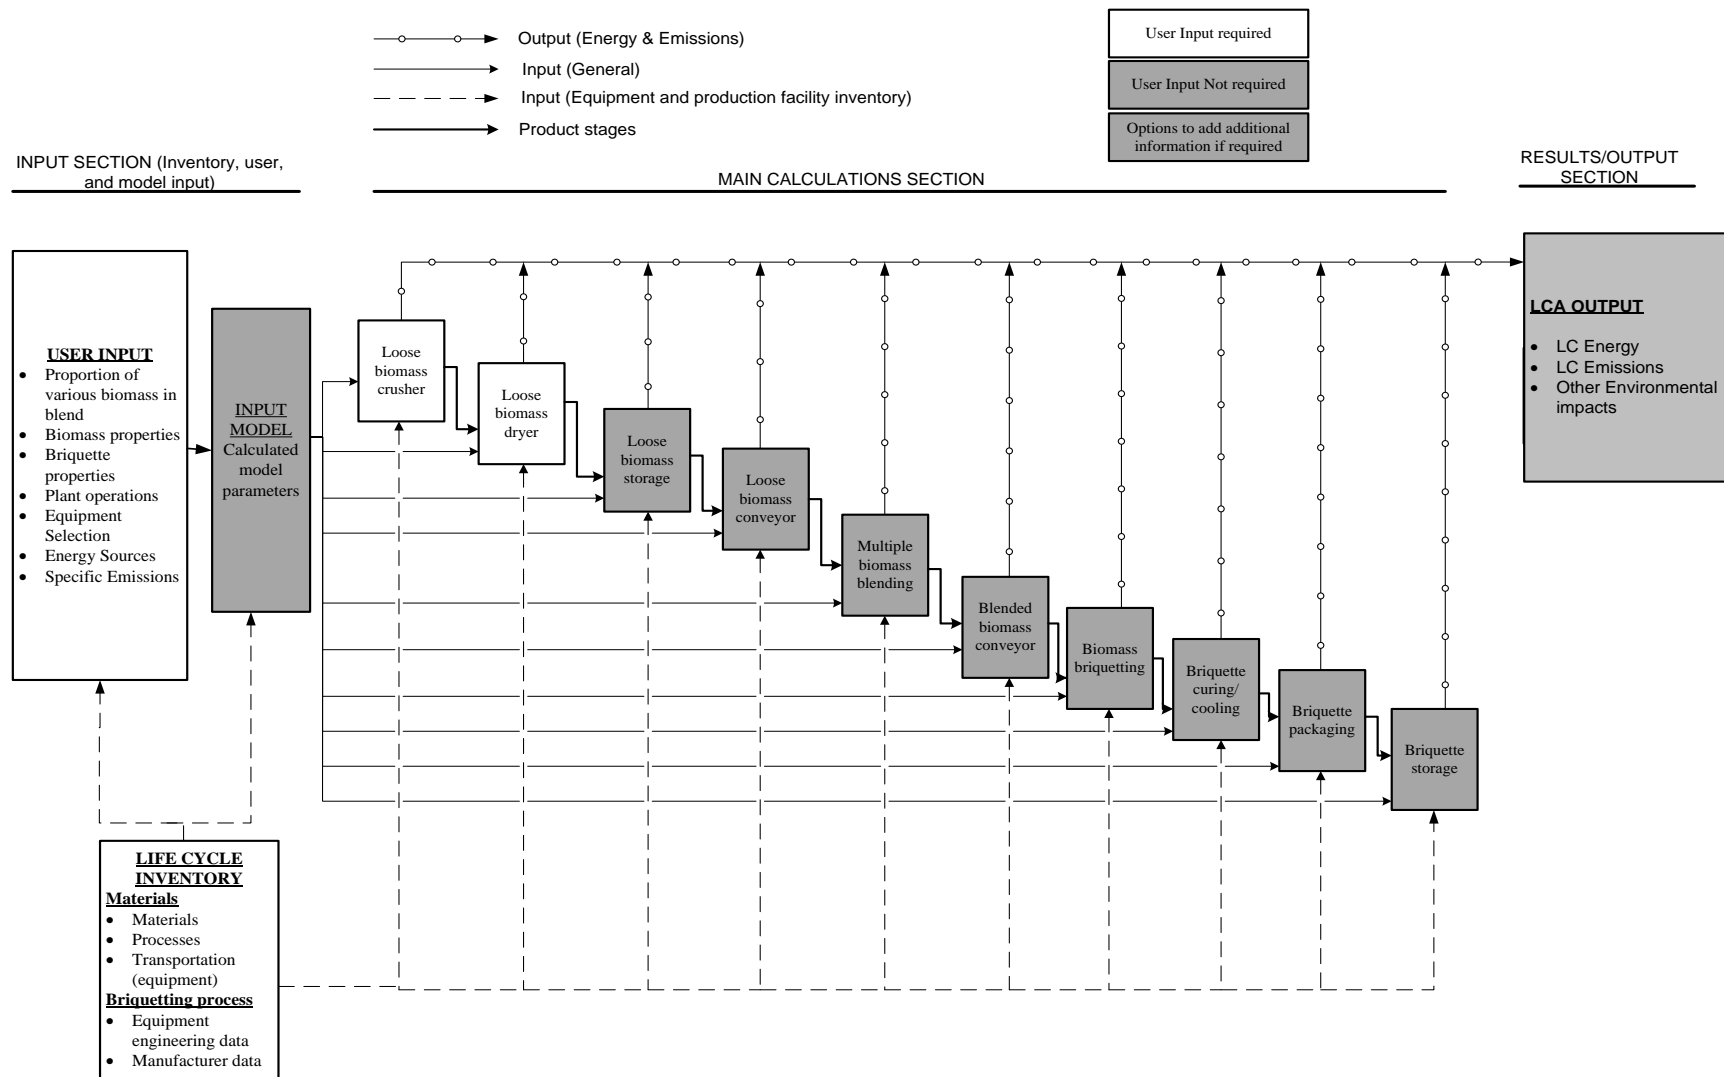 Output (Energy & Emissions)
Input (General)
Input (Equipment and production facility inventory)
Product stages
User Input required
User Input Not required
Options to add additional
information if required
INPUT SECTION (Inventory, user,
and model input)
MAIN CALCULATIONS SECTION
RESULTS/OUTPUT
SECTION
USER INPUT
• Proportion of
various biomass in
blend
• Biomass properties
• Briquette
properties
• Plant operations
• Equipment
Selection
• Energy Sources
• Specific Emissions
INPUT
MODEL
Calculated
model
parameters
Loose
biomass
crusher
Loose
biomass
dryer
Loose
biomass
storage
Loose
biomass
conveyor
Multiple
biomass
blending
Blended
biomass
conveyor
Biomass
briquetting
Briquette
curing/
cooling
Briquette
packaging
Briquette
storage
LCA OUTPUT
• LC Energy
• LC Emissions
• Other Environmental
impacts
LIFE CYCLE
INVENTORY
Materials
• Materials
• Processes
• Transportation
(equipment)
Briquetting process
• Equipment
engineering data
• Manufacturer data